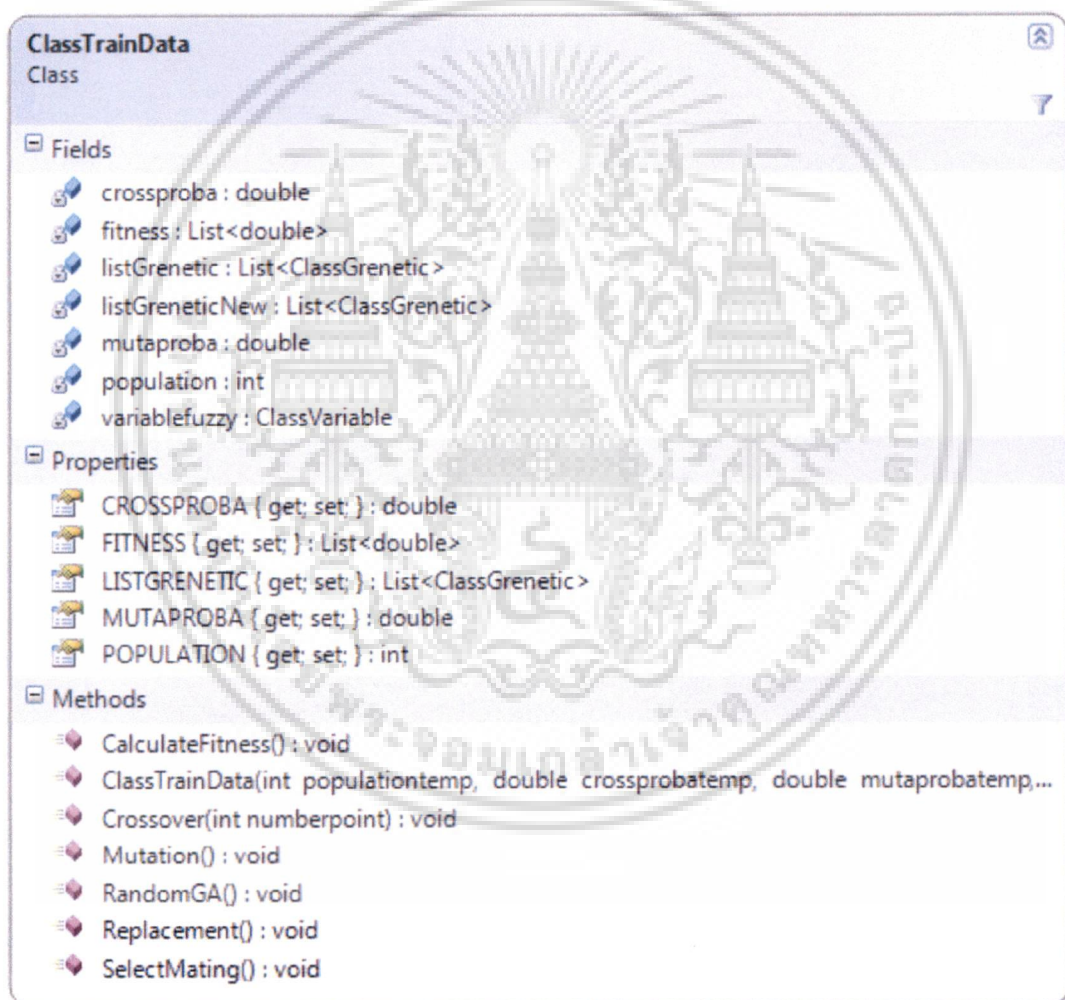 ClassTrainData
Class
Fields
crossproba : double
fitness : List<double>
listGrenetic : List<ClassGrenetic>
listGreneticNew : List<ClassGrenetic>
mutaproba : double
population : int
variablefuzzy : ClassVariable
Properties
CROSSPROBA { get; set; } : double
FITNESS { get; set; } : List<double>
LISTGRENETIC { get; set; } : List<ClassGrenetic>
MUTAPROBA { get; set; } : double
POPULATION { get; set; } : int
Methods
CalculateFitness() : void
ClassTrainData(int populationtemp, double crossprobatemp, double mutaprobatemp,...
Crossover(int numberpoint) : void
Mutation() : void
RandomGA() : void
Replacement() : void
SelectMating() : void